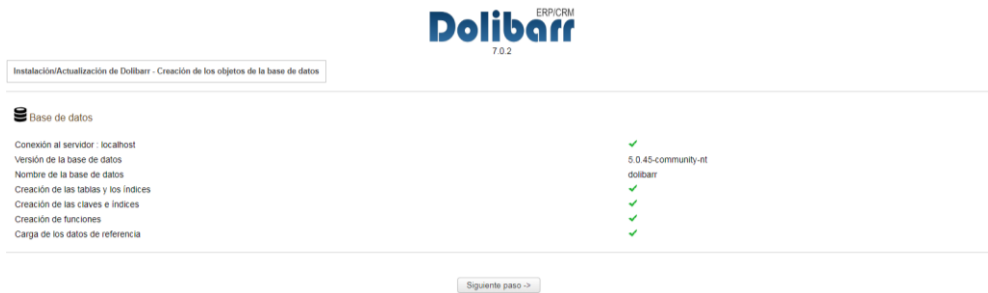 Dolibarr ERP/CRM
7.0.2
Instalación/Actualización de Dolibarr - Creación de los objetos de la base de datos
Base de datos
Conexión al servidor : localhost
Versión de la base de datos 5.0.45-community-nt
Nombre de la base de datos dolibarr
Creación de las tablas y los índices
Creación de las claves e índices
Creación de funciones
Carga de los datos de referencia
Siguiente paso ->